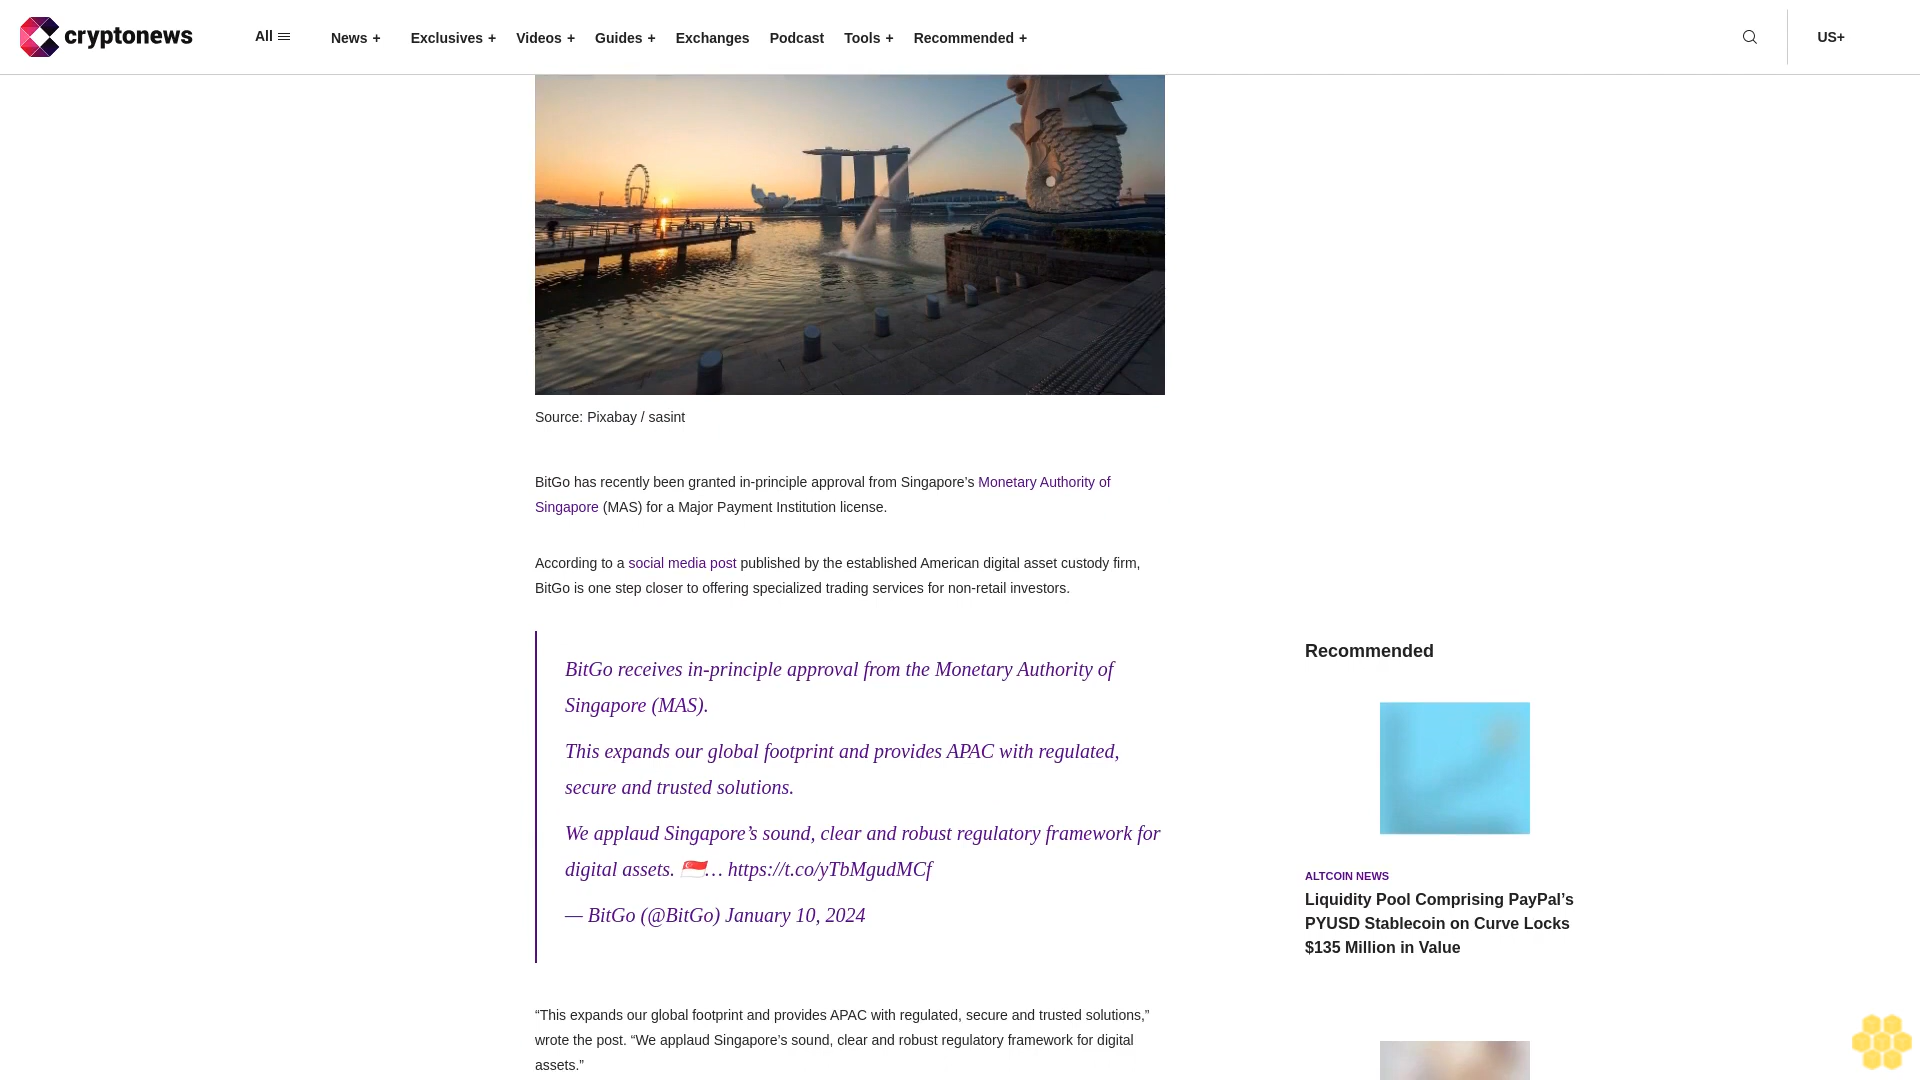 cryptonews
All
News +
Exclusives +
Videos +
Guides +
Exchanges
Podcast
Tools +
Recommended +
US+
Source: Pixabay / sasint
BitGo has recently been granted in-principle approval from Singapore’s Monetary Authority of
Singapore (MAS) for a Major Payment Institution license.
According to a social media post published by the established American digital asset custody firm,
BitGo is one step closer to offering specialized trading services for non-retail investors.
BitGo receives in-principle approval from the Monetary Authority of
Singapore (MAS).
This expands our global footprint and provides APAC with regulated,
secure and trusted solutions.
We applaud Singapore’s sound, clear and robust regulatory framework for
digital assets. 🇸🇬… https://t.co/yTbMgudMCf
— BitGo (@BitGo) January 10, 2024
“This expands our global footprint and provides APAC with regulated, secure and trusted solutions,”
wrote the post. “We applaud Singapore’s sound, clear and robust regulatory framework for digital
assets.”
Recommended
ALTCOIN NEWS
Liquidity Pool Comprising PayPal’s
PYUSD Stablecoin on Curve Locks
$135 Million in Value